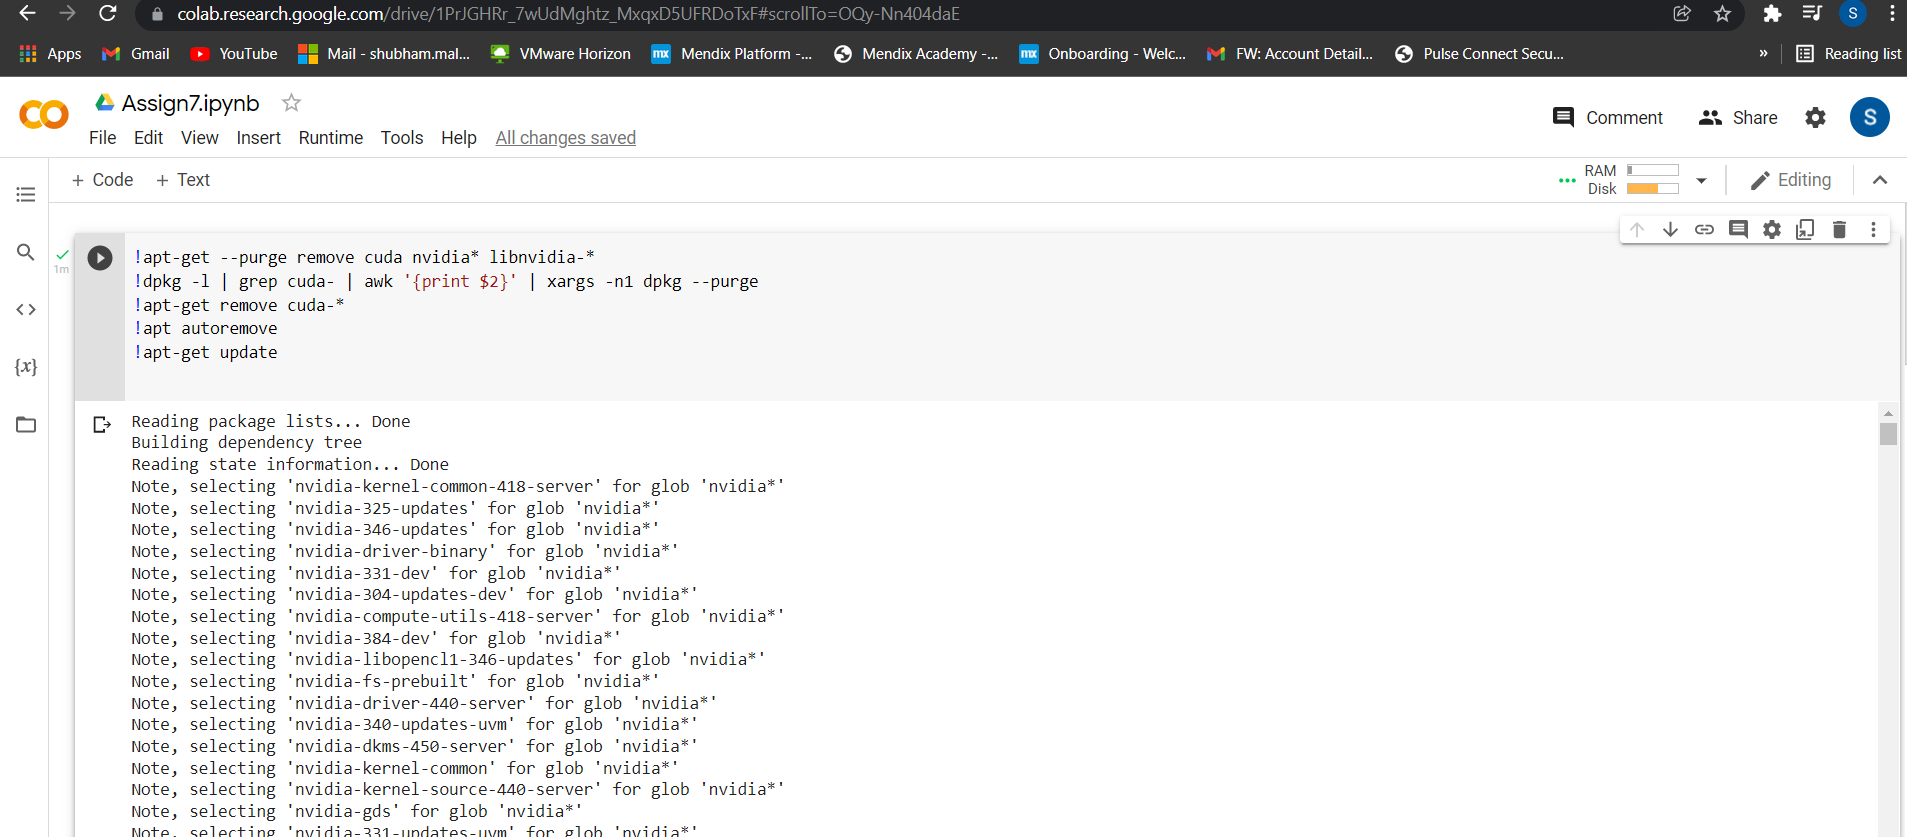 colab.research.google.com/drive/1PrJGHRr_7wUdMghtz_MxqxD5UFRDoTxF#scrollTo=OQy-Nn404daE
S
Apps Gmail YouTube Mail - shubham.mal... VMware Horizon mx Mendix Platform -... Mendix Academy -... mx Onboarding - Welc... FW: Account Detail... Pulse Connect Secu... » Reading list
Assign7.ipynb
Comment Share S
File Edit View Insert Runtime Tools Help All changes saved
+ Code + Text
RAM
Disk
Editing
1m
{x}
!apt-get --purge remove cuda nvidia* libnvidia-*
!dpkg -l | grep cuda- | awk '{print $2}' | xargs -n1 dpkg --purge
!apt-get remove cuda-*
!apt autoremove
!apt-get update
Reading package lists... Done
Building dependency tree
Reading state information... Done
Note, selecting 'nvidia-kernel-common-418-server' for glob 'nvidia*'
Note, selecting 'nvidia-325-updates' for glob 'nvidia*'
Note, selecting 'nvidia-346-updates' for glob 'nvidia*'
Note, selecting 'nvidia-driver-binary' for glob 'nvidia*'
Note, selecting 'nvidia-331-dev' for glob 'nvidia*'
Note, selecting 'nvidia-304-updates-dev' for glob 'nvidia*'
Note, selecting 'nvidia-compute-utils-418-server' for glob 'nvidia*'
Note, selecting 'nvidia-384-dev' for glob 'nvidia*'
Note, selecting 'nvidia-libopencl1-346-updates' for glob 'nvidia*'
Note, selecting 'nvidia-fs-prebuilt' for glob 'nvidia*'
Note, selecting 'nvidia-driver-440-server' for glob 'nvidia*'
Note, selecting 'nvidia-340-updates-uvm' for glob 'nvidia*'
Note, selecting 'nvidia-dkms-450-server' for glob 'nvidia*'
Note, selecting 'nvidia-kernel-common' for glob 'nvidia*'
Note, selecting 'nvidia-kernel-source-440-server' for glob 'nvidia*'
Note, selecting 'nvidia-gds' for glob 'nvidia*'
Note, selecting 'nvidia-331-updates-uvm' for glob 'nvidia*'